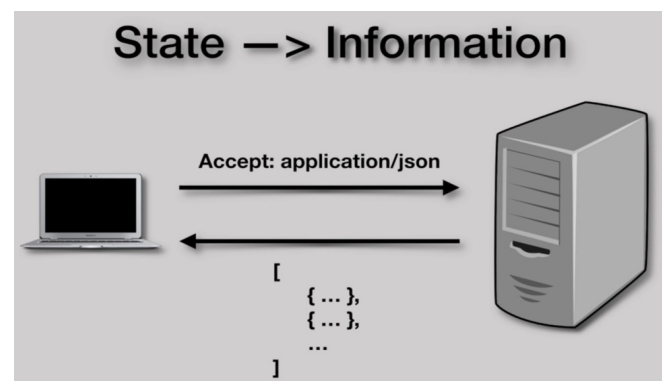 State —> Information
Accept: application/json
[
{ ... },
{ ... },
...
]